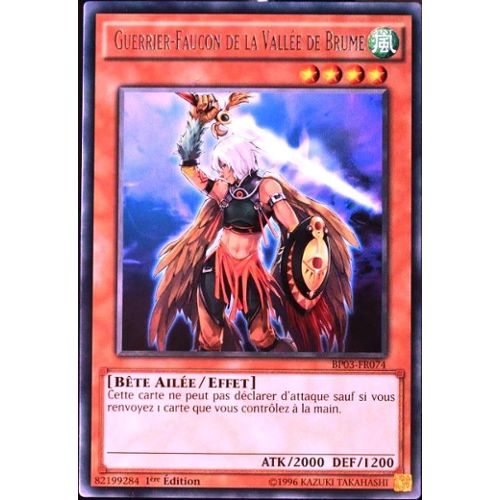 Guerrier-Faucon de la Vallée de Brume
風
BP03-FR074
[Bête Ailée / Effet]
Cette carte ne peut pas déclarer d'attaque sauf si vous
renvoyez 1 carte que vous contrôlez à la main.
ATK/2000 DEF/1200
82199284 1ère Édition ©1996 KAZUKI TAKAHASHI